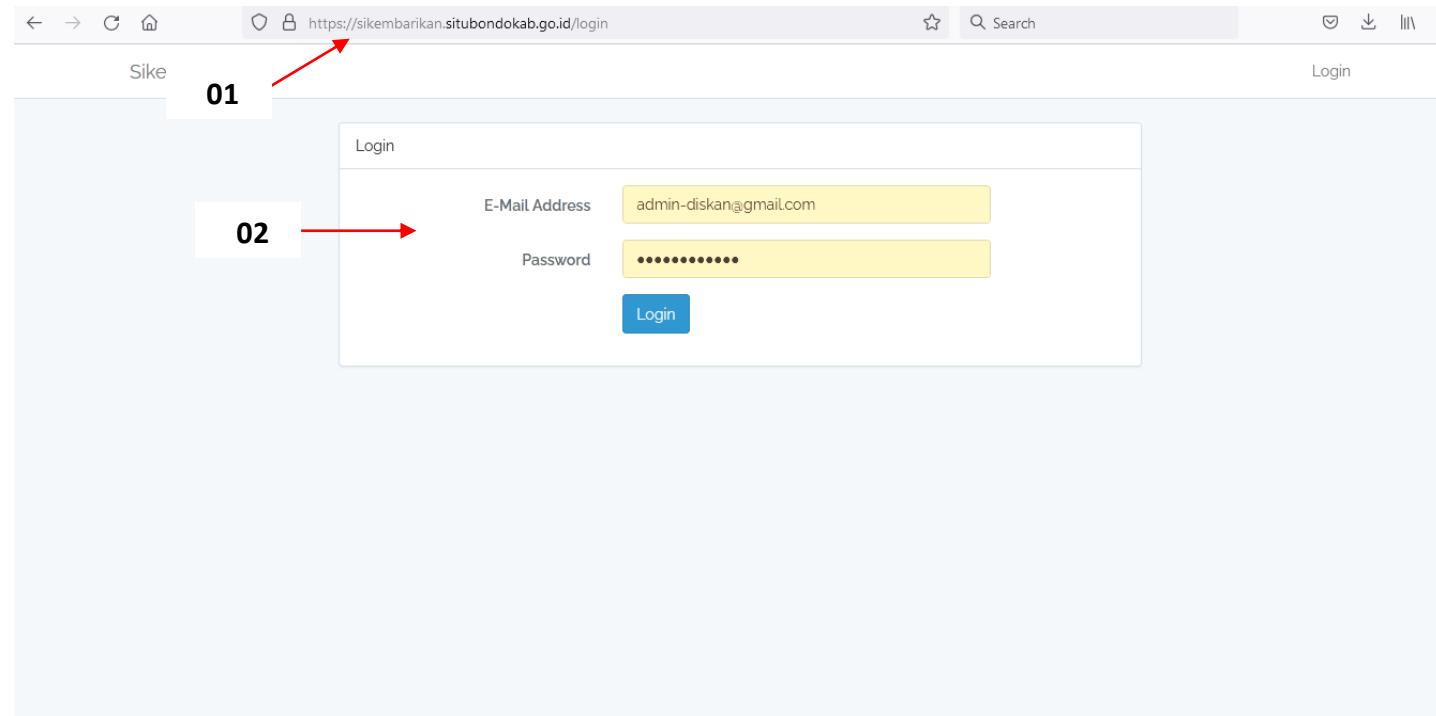 https://sikembarikan.situbondokab.go.id/login
Search
Sike
Login
01
Login
E-Mail Address
admin-diskan@gmail.com
02
Password
Login